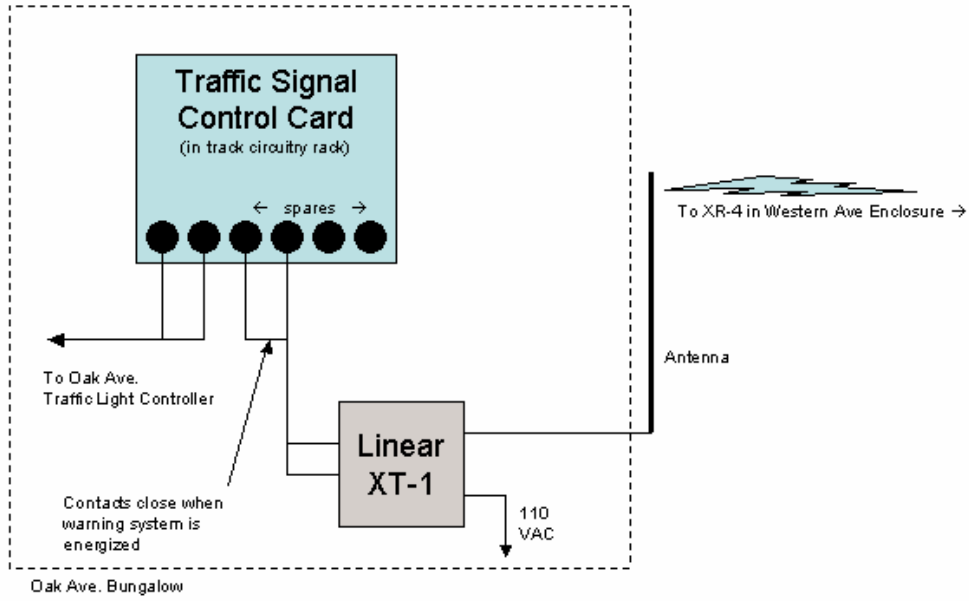 Traffic Signal
Control Card
(in track circuitry rack)
← spares →
To XR-4 in Western Ave Enclosure →
Antenna
To Oak Ave.
Traffic Light Controller
Linear
XT-1
Contacts close when
warning system is
energized
110
VAC
Oak Ave. Bungalow